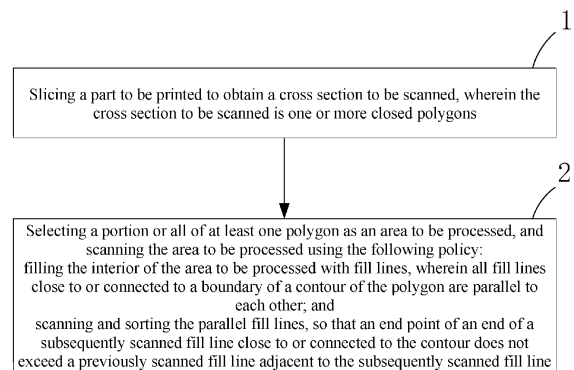 1
Slicing a part to be printed to obtain a cross section to be scanned, wherein the
cross section to be scanned is one or more closed polygons
2
Selecting a portion or all of at least one polygon as an area to be processed, and
scanning the area to be processed using the following policy:
filling the interior of the area to be processed with fill lines, wherein all fill lines
close to or connected to a boundary of a contour of the polygon are parallel to
each other; and
scanning and sorting the parallel fill lines, so that an end point of an end of a
subsequently scanned fill line close to or connected to the contour does not
exceed a previously scanned fill line adjacent to the subsequently scanned fill line